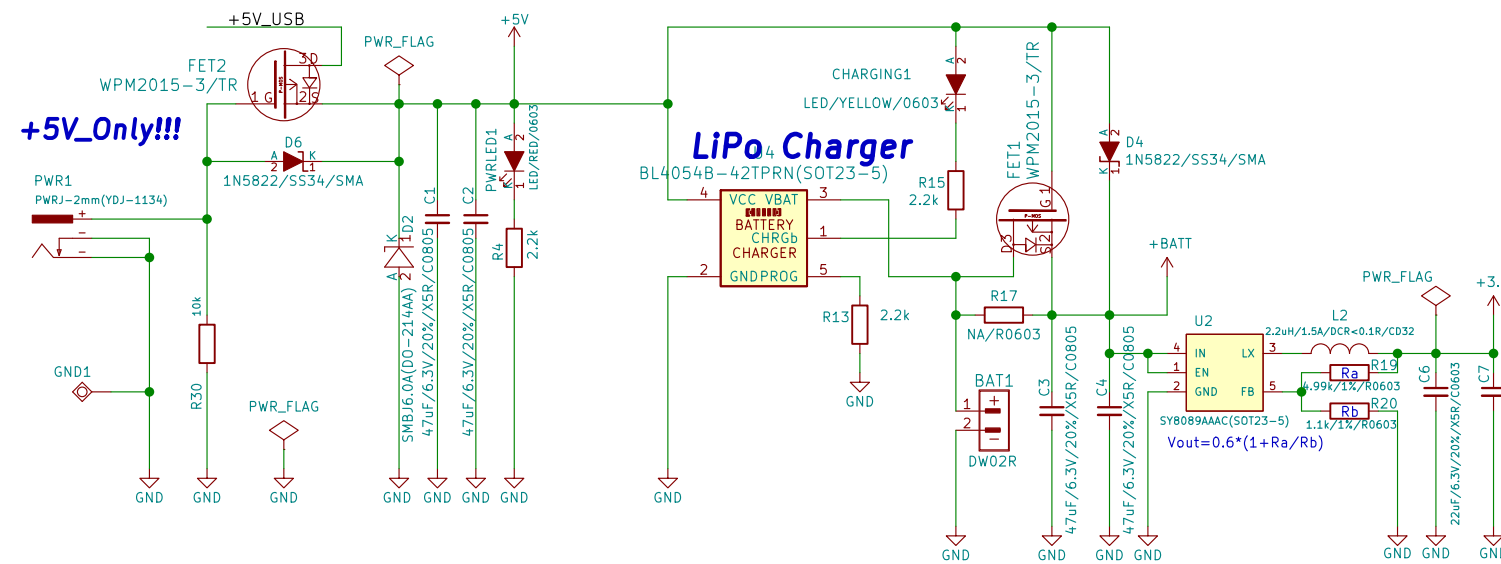 +5V_USB
3D
FET2
WPM2015-3/TR
P-MOS
1 G
2S
+5V_Only!!!
PWR_FLAG
+5V
D6
A
2
K
1
1N5822/SS34/SMA
PWR1
PWRJ-2mm(YDJ-1134)
+
−
−
GND1
10k
R30
PWR_FLAG
D2
K
1
A
2
SMBJ6.0A(DO-214AA)
C1
47uF/6.3V/20%/X5R/C0805
C2
47uF/6.3V/20%/X5R/C0805
PWRLED1
A
2
K
1
LED/RED/0603
R4
2.2k
GND
GND
GND
GND
GND
GND
GND
GND
LiPo Charger
BL4054B-42TPRN(SOT23-5)
4
VCC
VBAT
3
BATTERY
CHRGb
1
CHARGER
2
GND
PROG
5
CHARGING1
LED/YELLOW/0603
A
2
K
1
R15
2.2k
R13
2.2k
GND
FET1
WPM2015-3/TR
G
1
P-MOS
D
3
S
2
D4
A
2
K
1
1N5822/SS34/SMA
+BATT
R17
NA/R0603
BAT1
1
+
2
−
DW02R
C3
47uF/6.3V/20%/X5R/C0805
C4
47uF/6.3V/20%/X5R/C0805
GND
GND
GND
GND
U2
4
IN
LX
3
1
EN
2
GND
FB
5
SY8089AAAC(SOT23-5)
Vout=0.6*(1+Ra/Rb)
PWR_FLAG
L2
2.2uH/1.5A/DCR<0.1R/CD32
R19
Ra
4.99k/1%/R0603
R20
Rb
1.1k/1%/R0603
+3.
C6
22uF/6.3V/20%/X5R/C0603
C7
GND
GND
GND